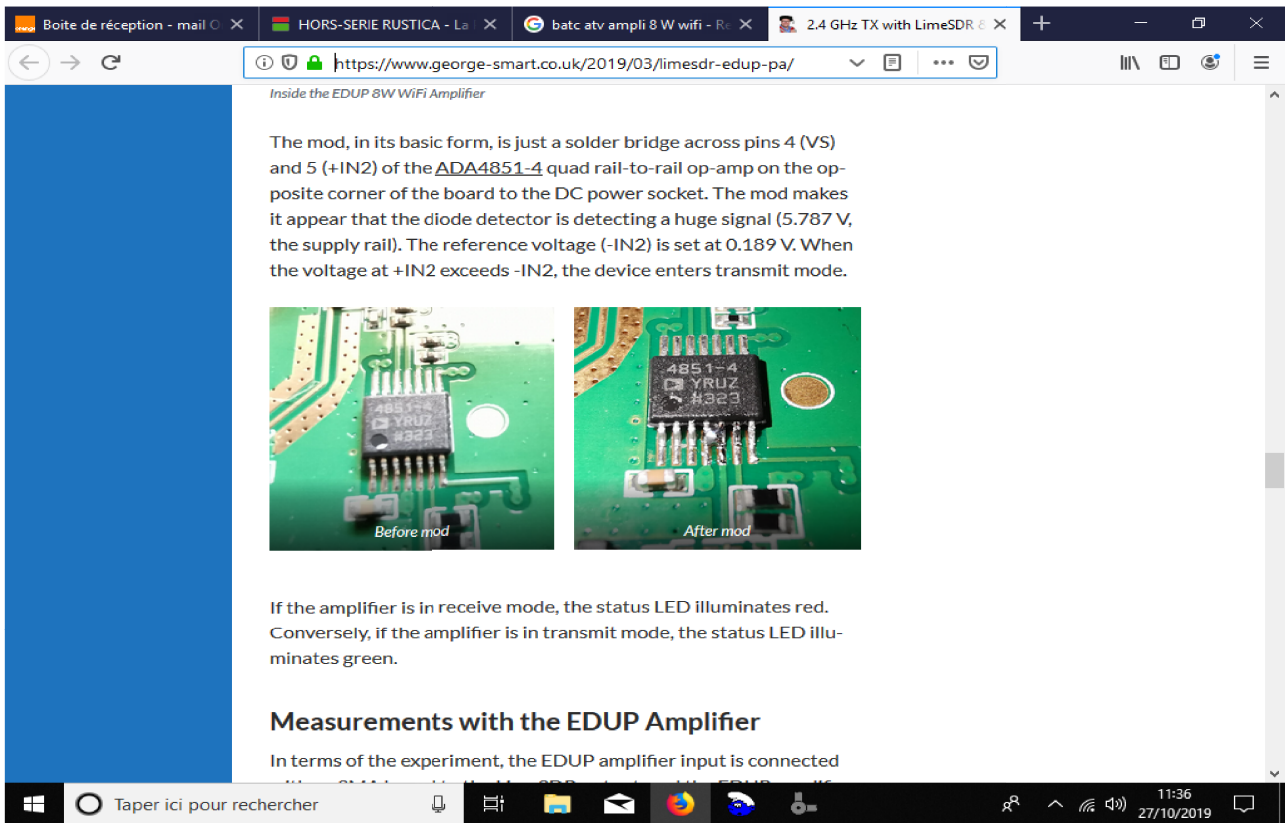 Boite de réception - mail O
HORS-SERIE RUSTICA - La
batc atv ampli 8 W wifi - Re
2.4 GHz TX with LimeSDR &
https://www.george-smart.co.uk/2019/03/limesdr-edup-pa/
Inside the EDUP 8W WiFi Amplifier
The mod, in its basic form, is just a solder bridge across pins 4 (VS)
and 5 (+IN2) of the ADA4851-4 quad rail-to-rail op-amp on the op-
posite corner of the board to the DC power socket. The mod makes
it appear that the diode detector is detecting a huge signal (5.787 V,
the supply rail). The reference voltage (-IN2) is set at 0.189 V. When
the voltage at +IN2 exceeds -IN2, the device enters transmit mode.
4851-4
YRUZ
#323
Before mod
4851-4
YRUZ
#323
After mod
If the amplifier is in receive mode, the status LED illuminates red.
Conversely, if the amplifier is in transmit mode, the status LED illu-
minates green.
Measurements with the EDUP Amplifier
In terms of the experiment, the EDUP amplifier input is connected
Taper ici pour rechercher
11:36
27/10/2019